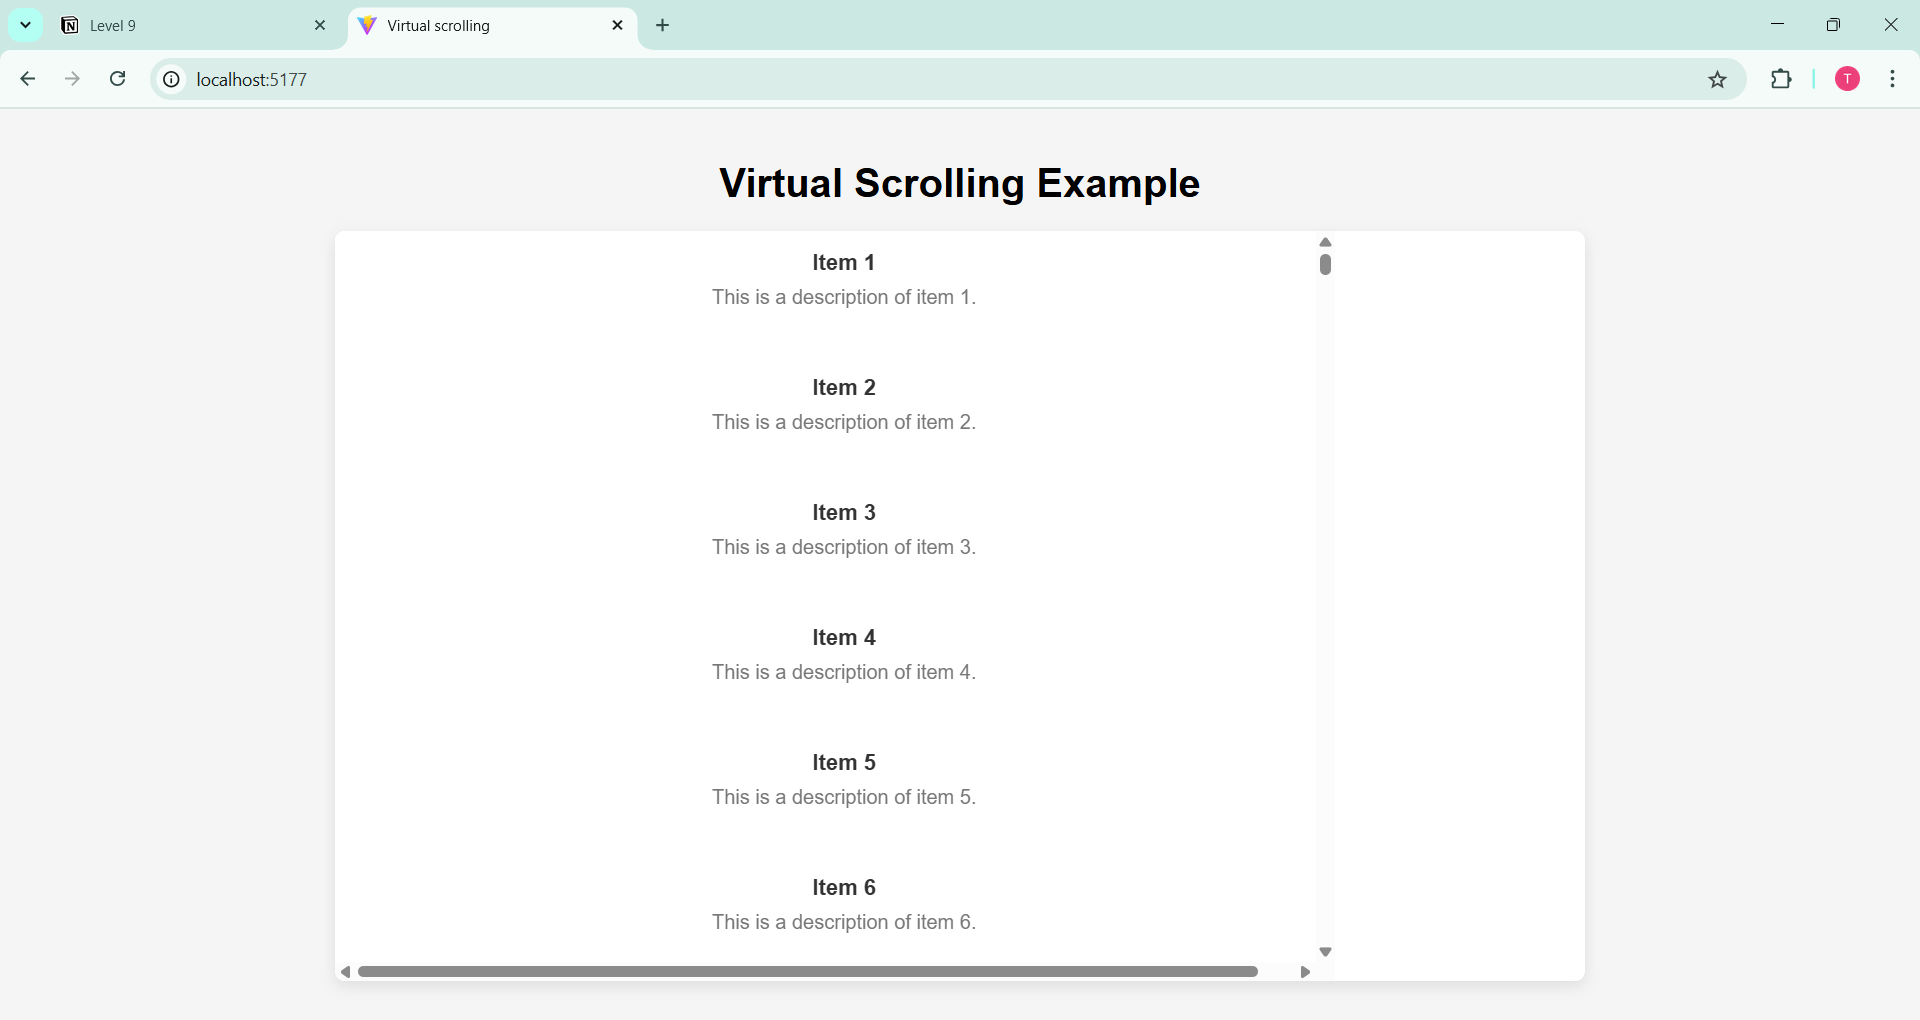 Level 9
Virtual scrolling
localhost:5177
T
Virtual Scrolling Example
Item 1
This is a description of item 1.
Item 2
This is a description of item 2.
Item 3
This is a description of item 3.
Item 4
This is a description of item 4.
Item 5
This is a description of item 5.
Item 6
This is a description of item 6.